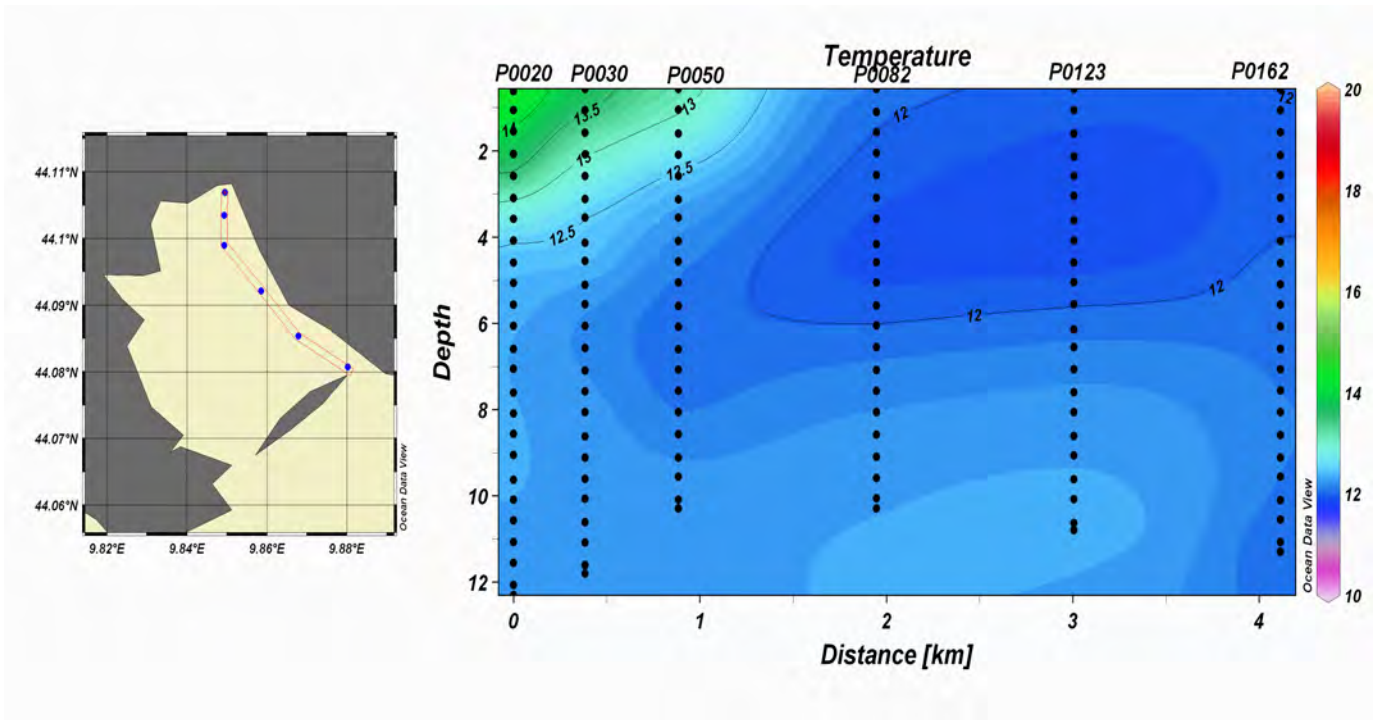 Temperature
P0020 P0030 P0050 P0082 P0123 P0162
44.11°N
44.1°N
44.09°N
44.08°N
44.07°N
44.06°N
9.82°E 9.84°E 9.86°E 9.88°E
Ocean Data View
Depth
2
4
6
8
10
12
14
13.5
13
13
12.5
12.5
12
12
12
12
0 1 2 3 4
Distance [km]
Ocean Data View
20
18
16
14
12
10